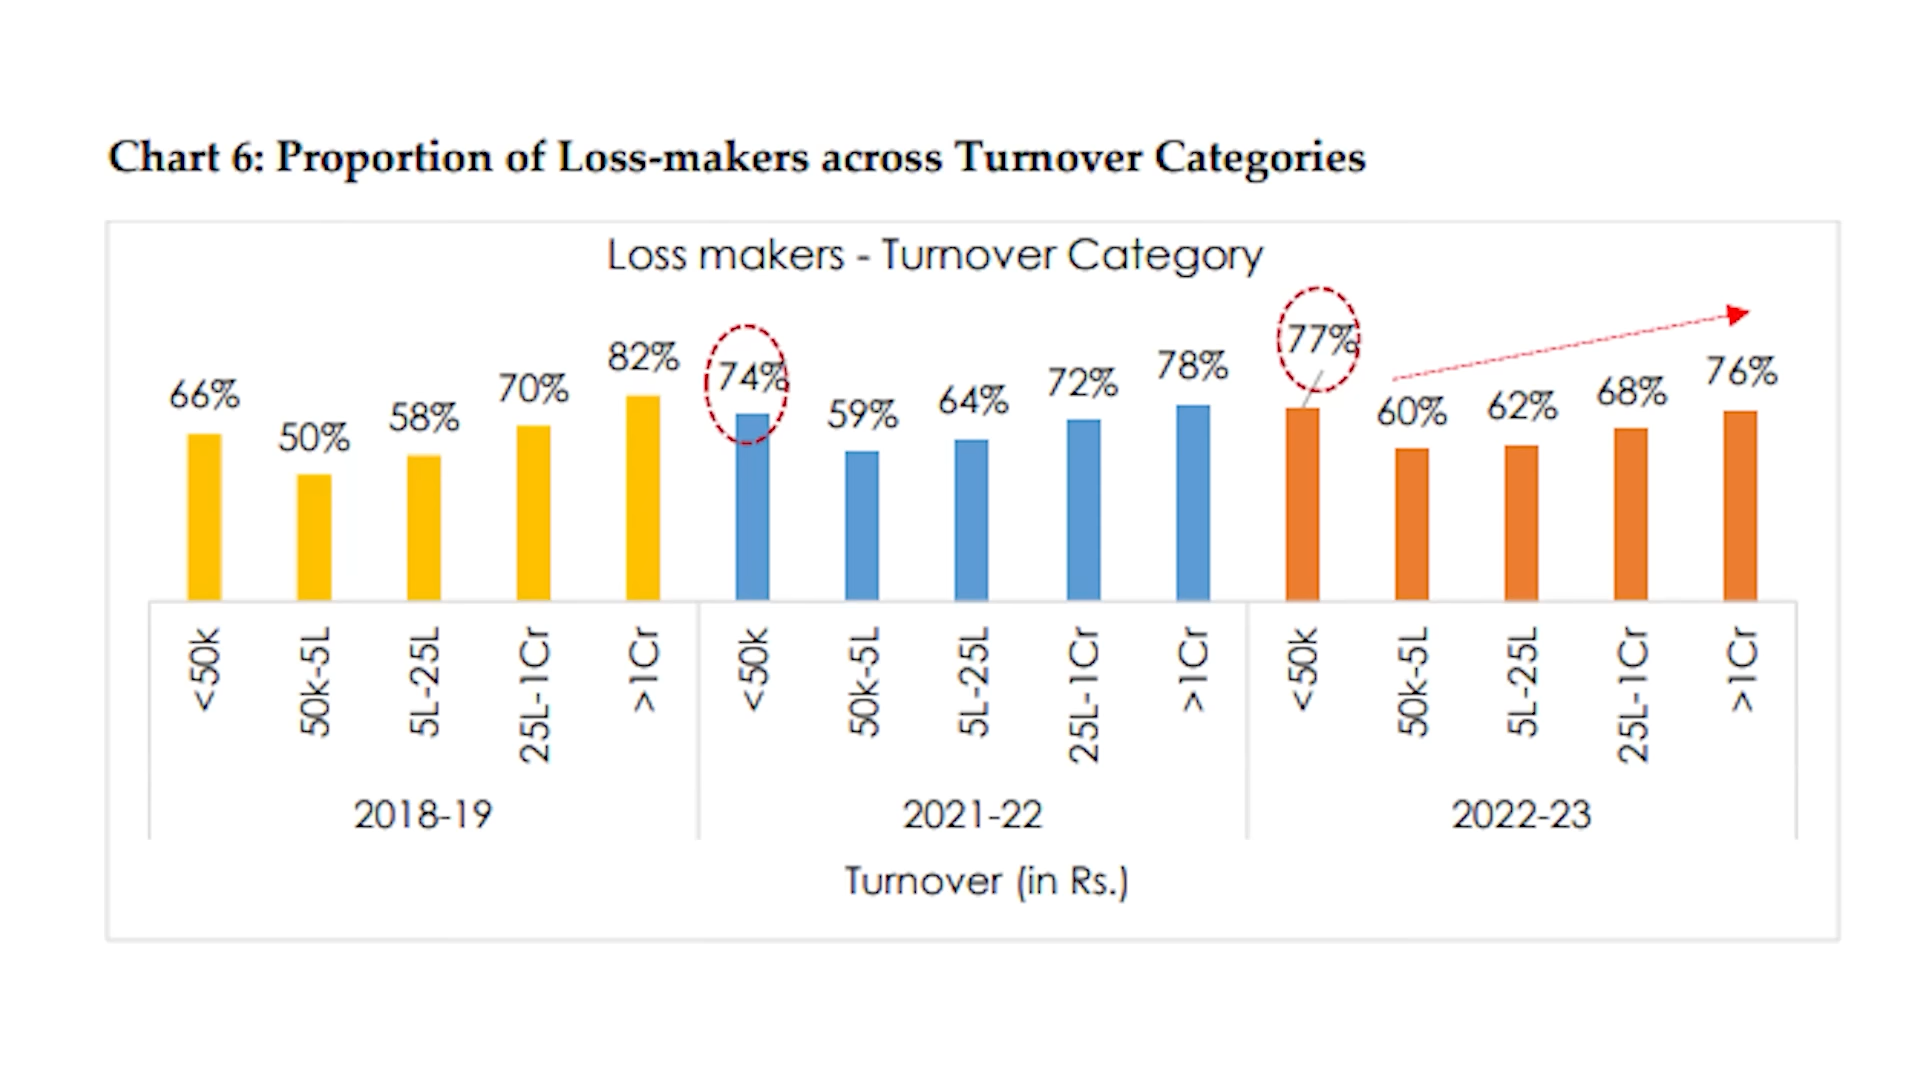 Chart 6: Proportion of Loss-makers across Turnover Categories
Loss makers - Turnover Category
66% 50% 58% 70% 82% 74% 59% 64% 72% 78% 77% 60% 62% 68% 76%
<50k 50k-5L 5L-25L 25L-1Cr >1Cr <50k 50k-5L 5L-25L 25L-1Cr >1Cr <50k 50k-5L 5L-25L 25L-1Cr >1Cr
2018-19 2021-22 2022-23
Turnover (in Rs.)